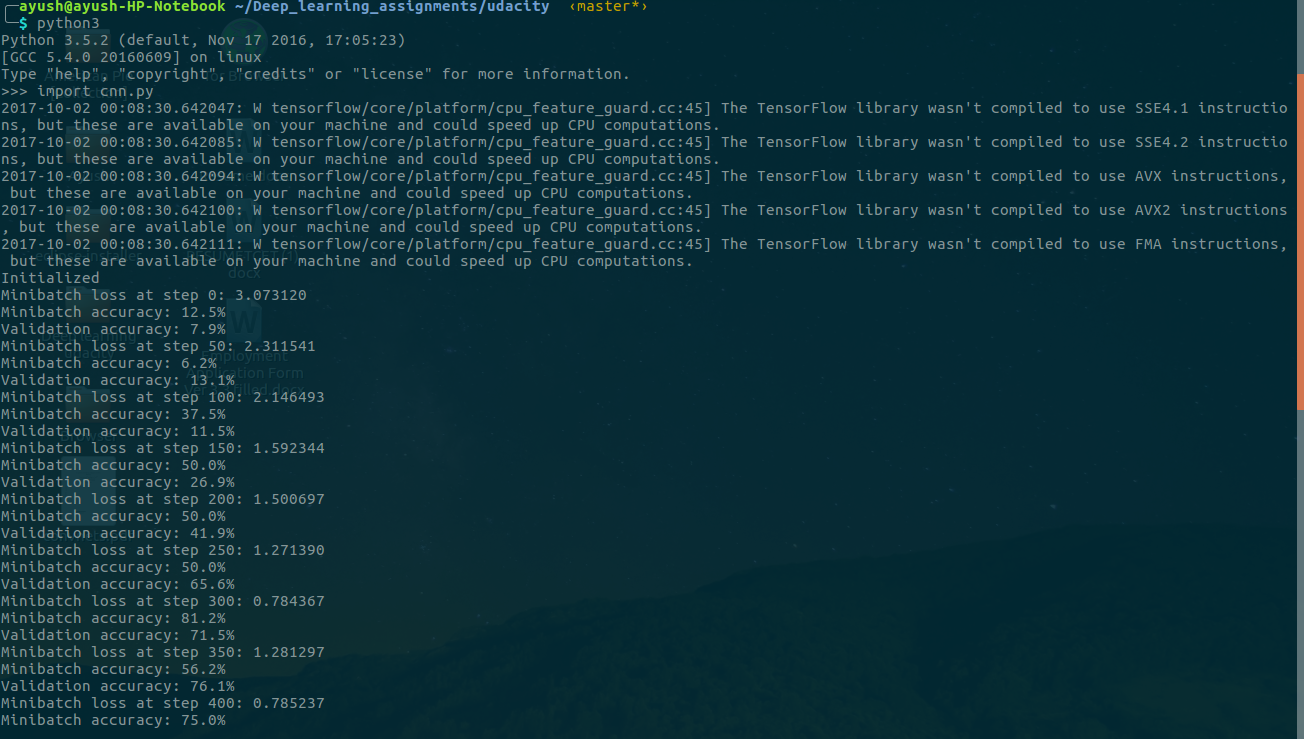 ayush@ayush-HP-Notebook ~/Deep_learning_assignments/udacity ‹master*›
$ python3
Python 3.5.2 (default, Nov 17 2016, 17:05:23)
[GCC 5.4.0 20160609] on linux
Type "help", "copyright", "credits" or "license" for more information.
>>> import cnn.py
2017-10-02 00:08:30.642047: W tensorflow/core/platform/cpu_feature_guard.cc:45] The TensorFlow library wasn't compiled to use SSE4.1 instructio
ns, but these are available on your machine and could speed up CPU computations.
2017-10-02 00:08:30.642085: W tensorflow/core/platform/cpu_feature_guard.cc:45] The TensorFlow library wasn't compiled to use SSE4.2 instructio
ns, but these are available on your machine and could speed up CPU computations.
2017-10-02 00:08:30.642094: W tensorflow/core/platform/cpu_feature_guard.cc:45] The TensorFlow library wasn't compiled to use AVX instructions,
 but these are available on your machine and could speed up CPU computations.
2017-10-02 00:08:30.642100: W tensorflow/core/platform/cpu_feature_guard.cc:45] The TensorFlow library wasn't compiled to use AVX2 instructions
, but these are available on your machine and could speed up CPU computations.
2017-10-02 00:08:30.642111: W tensorflow/core/platform/cpu_feature_guard.cc:45] The TensorFlow library wasn't compiled to use FMA instructions,
 but these are available on your machine and could speed up CPU computations.
docx
Initialized
Minibatch loss at step 0: 3.073120
Minibatch accuracy: 12.5%
Validation accuracy: 7.9%
Minibatch loss at step 50: 2.311541
Employment
Minibatch accuracy: 6.2%
Application Form
Validation accuracy: 13.1%
Minibatch loss at step 100: 2.146493
Minibatch accuracy: 37.5%
Validation accuracy: 11.5%
Minibatch loss at step 150: 1.592344
Minibatch accuracy: 50.0%
Validation accuracy: 26.9%
Minibatch loss at step 200: 1.500697
Minibatch accuracy: 50.0%
Validation accuracy: 41.9%
Minibatch loss at step 250: 1.271390
Minibatch accuracy: 50.0%
Validation accuracy: 65.6%
Minibatch loss at step 300: 0.784367
Minibatch accuracy: 81.2%
Validation accuracy: 71.5%
Minibatch loss at step 350: 1.281297
Minibatch accuracy: 56.2%
Validation accuracy: 76.1%
Minibatch loss at step 400: 0.785237
Minibatch accuracy: 75.0%